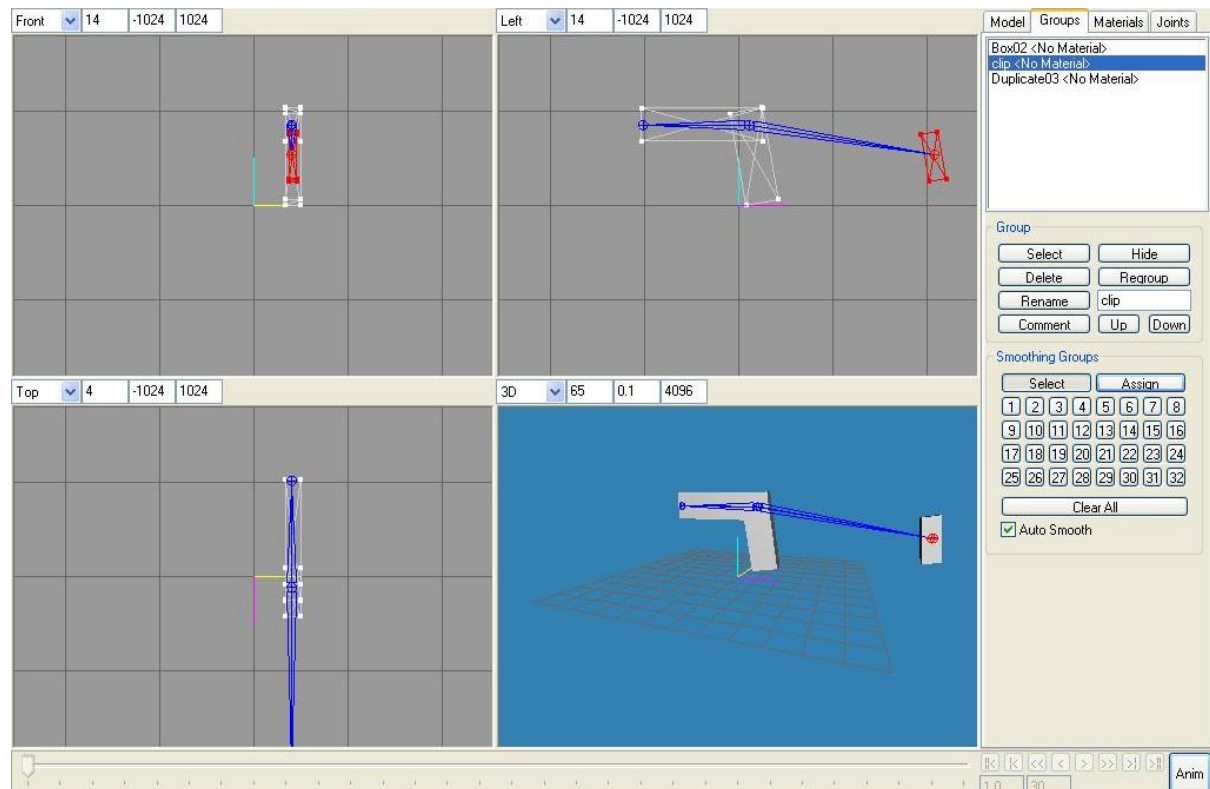 Front 14 -1024 1024
Left 14 -1024 1024
Model Groups Materials Joints
Box02 <No Material>
clip <No Material>
Duplicate03 <No Material>
Group
Select Hide
Delete Regroup
Rename clip
Comment Up Down
Smoothing Groups
Select Assign
1 2 3 4 5 6 7 8
9 10 11 12 13 14 15 16
17 18 19 20 21 22 23 24
25 26 27 28 29 30 31 32
Clear All
Auto Smooth
Top 4 -1024 1024
3D 65 0.1 4096
1.0 30
Anim